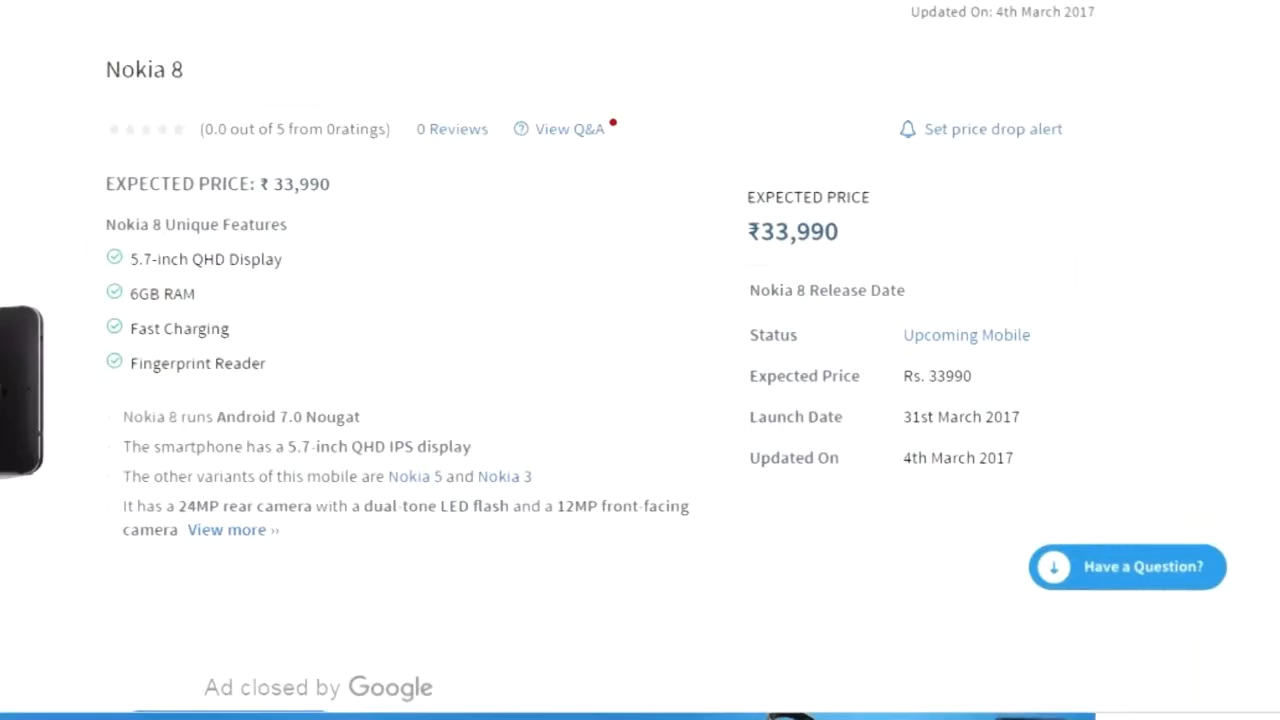 Updated On: 4th March 2017
Nokia 8
(0.0 out of 5 from 0ratings) 0 Reviews View Q&A Set price drop alert
EXPECTED PRICE: ₹ 33,990
Nokia 8 Unique Features
5.7-inch QHD Display
6GB RAM
Fast Charging
Fingerprint Reader
Nokia 8 runs Android 7.0 Nougat
The smartphone has a 5.7-inch QHD IPS display
The other variants of this mobile are Nokia 5 and Nokia 3
It has a 24MP rear camera with a dual-tone LED flash and a 12MP front-facing
camera View more ››
EXPECTED PRICE
₹33,990
Nokia 8 Release Date
Status Upcoming Mobile
Expected Price Rs. 33990
Launch Date 31st March 2017
Updated On 4th March 2017
Have a Question?
Ad closed by Google